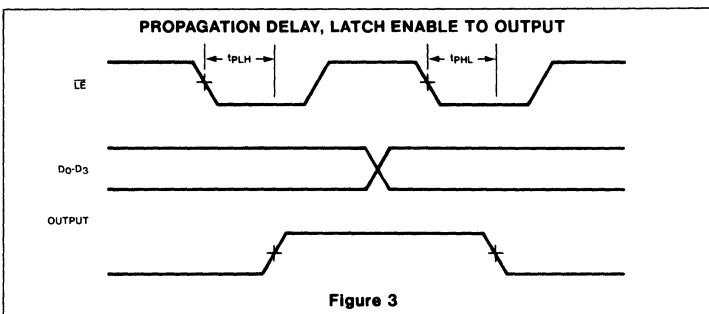 PROPAGATION DELAY, LATCH ENABLE TO OUTPUT
tPLH
tPHL
LE
D0-D3
OUTPUT
Figure 3